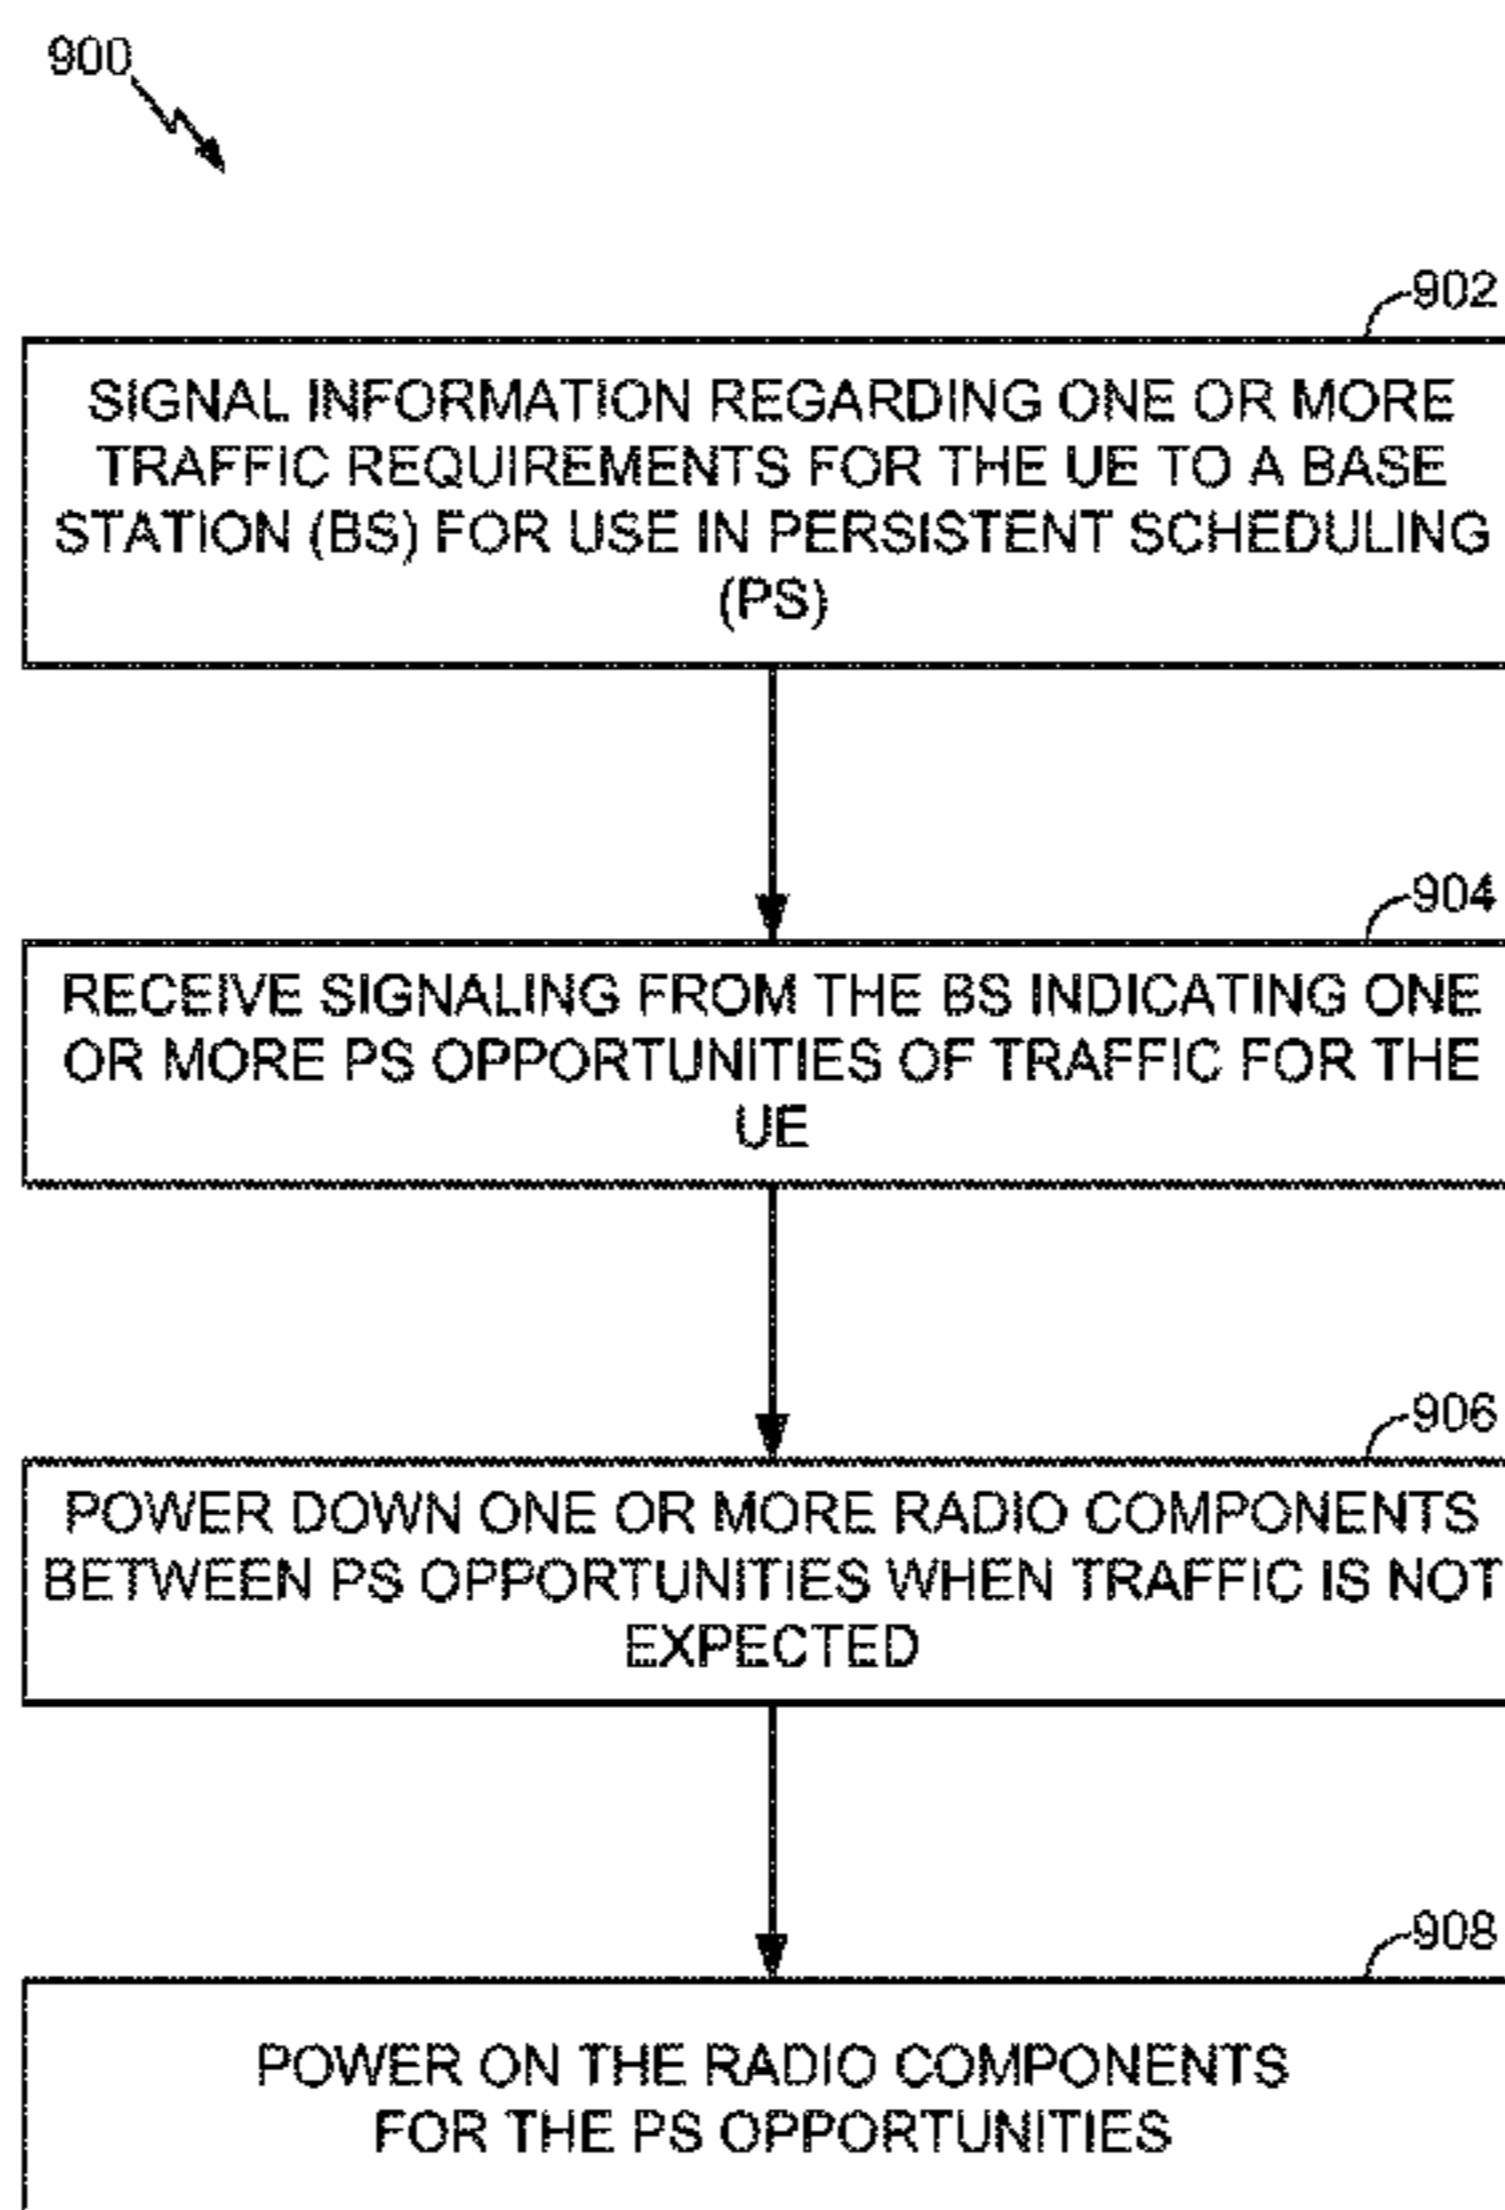 900
902
SIGNAL INFORMATION REGARDING ONE OR MORE
TRAFFIC REQUIREMENTS FOR THE UE TO A BASE
STATION (BS) FOR USE IN PERSISTENT SCHEDULING
(PS)
904
RECEIVE SIGNALING FROM THE BS INDICATING ONE
OR MORE PS OPPORTUNITIES OF TRAFFIC FOR THE
UE
906
POWER DOWN ONE OR MORE RADIO COMPONENTS
BETWEEN PS OPPORTUNITIES WHEN TRAFFIC IS NOT
EXPECTED
908
POWER ON THE RADIO COMPONENTS
FOR THE PS OPPORTUNITIES